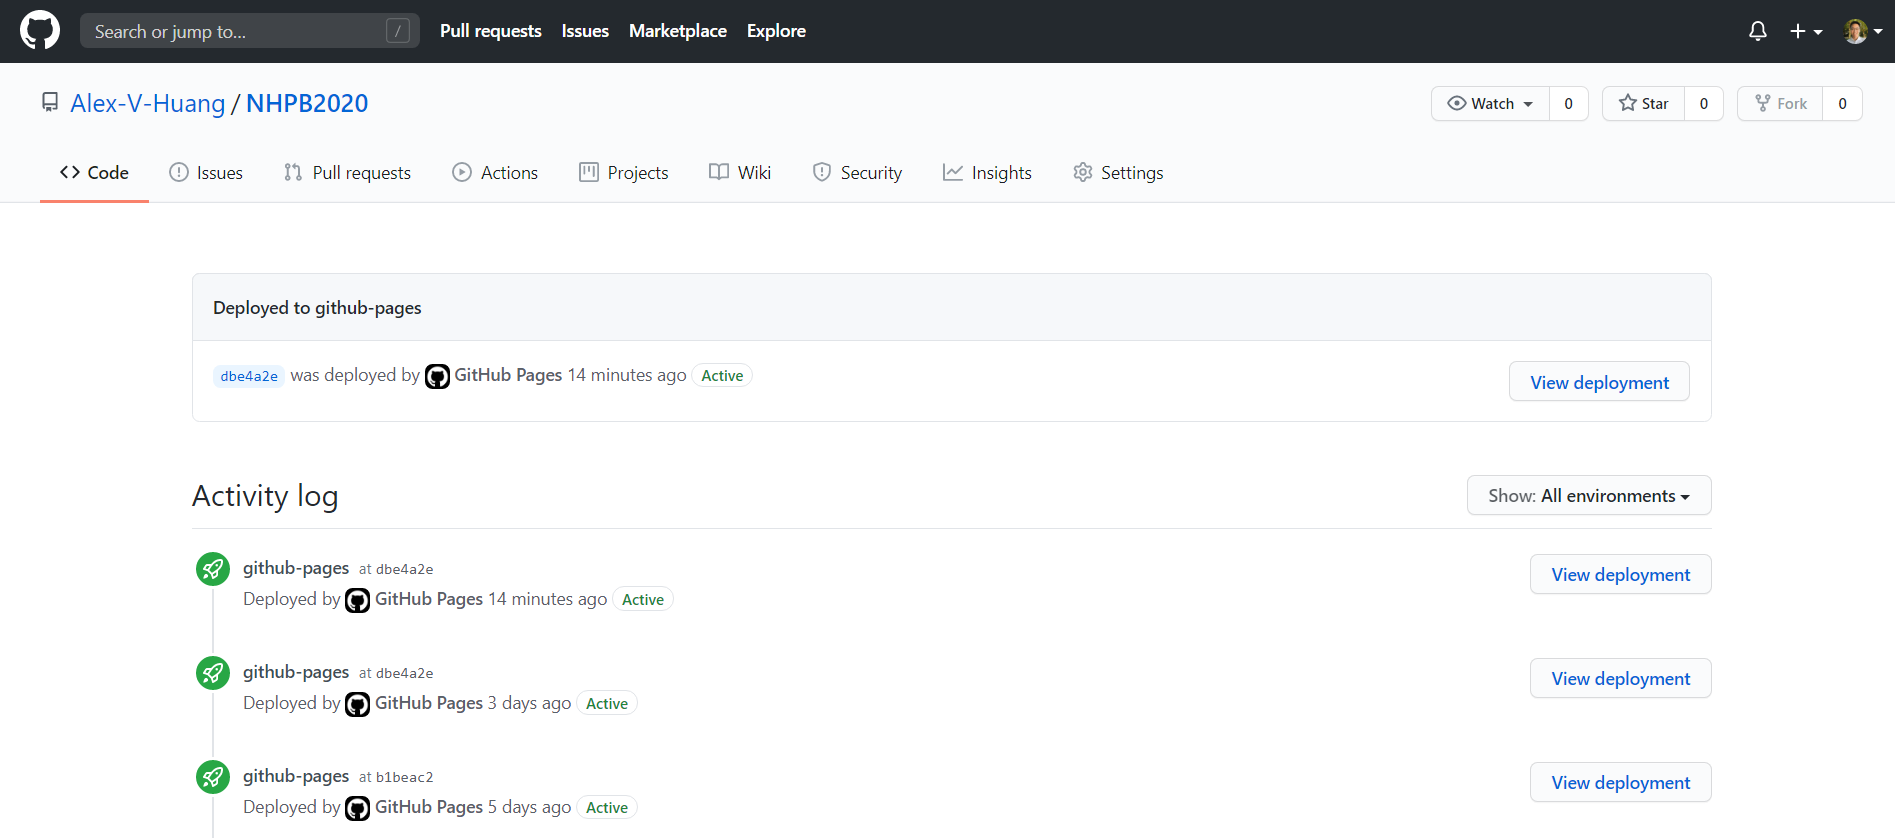 Search or jump to... / Pull requests Issues Marketplace Explore
Alex-V-Huang / NHPB2020 Watch 0 Star 0 Fork 0
Code Issues Pull requests Actions Projects Wiki Security Insights Settings
Deployed to github-pages
dbe4a2e was deployed by GitHub Pages 14 minutes ago Active View deployment
Activity log Show: All environments
github-pages at dbe4a2e View deployment
Deployed by GitHub Pages 14 minutes ago Active
github-pages at dbe4a2e View deployment
Deployed by GitHub Pages 3 days ago Active
github-pages at b1beac2 View deployment
Deployed by GitHub Pages 5 days ago Active